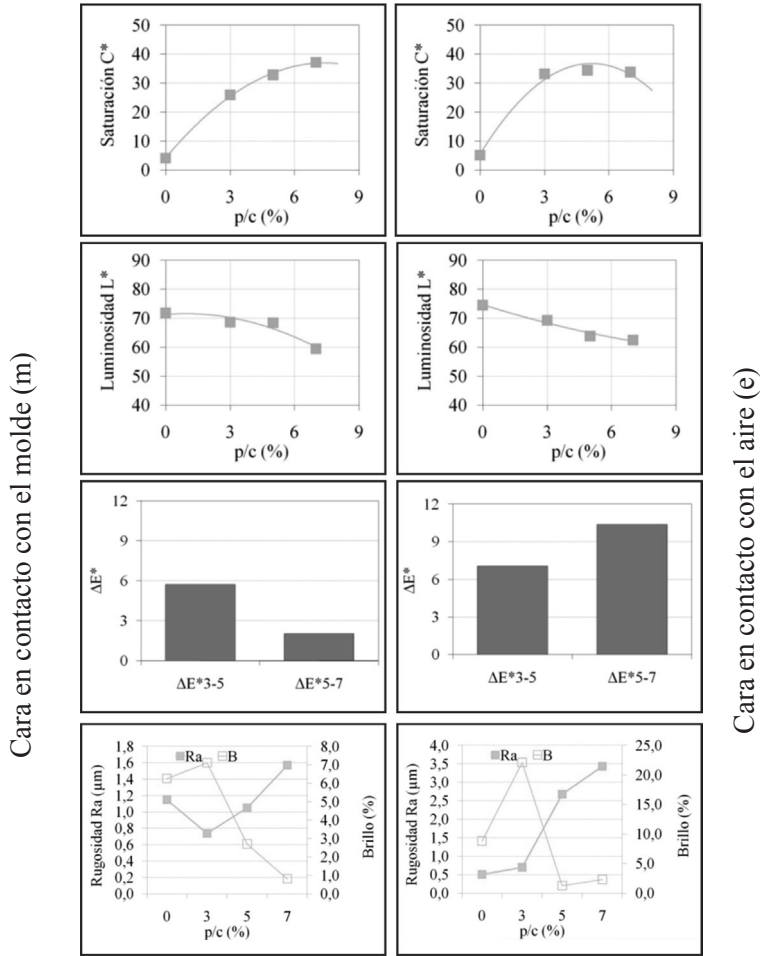 Cara en contacto con el molde (m)
Saturación C*
50
40
30
20
10
0
0 3 6 9
p/c (%)
Saturación C*
50
40
30
20
10
0
0 3 6 9
p/c (%)
Luminosidad L*
90
80
70
60
50
40
0 3 6 9
p/c (%)
Luminosidad L*
90
80
70
60
50
40
0 3 6 9
p/c (%)
ΔE*
12
9
6
3
0
ΔE*3-5 ΔE*5-7
ΔE*
12
9
6
3
0
ΔE*3-5 ΔE*5-7
Rugosidad Ra (µm)
1,8
1,6
1,4
1,2
1,0
0,8
0,6
0,4
0,2
0,0
Ra B
8,0
7,0
6,0
5,0
4,0
3,0
2,0
1,0
0,0
Brillo (%)
0 3 5 7
p/c (%)
Rugosidad Ra (µm)
4,0
3,5
3,0
2,5
2,0
1,5
1,0
0,5
0,0
Ra B
25,0
20,0
15,0
10,0
5,0
0,0
Brillo (%)
0 3 5 7
p/c (%)
Cara en contacto con el aire (e)